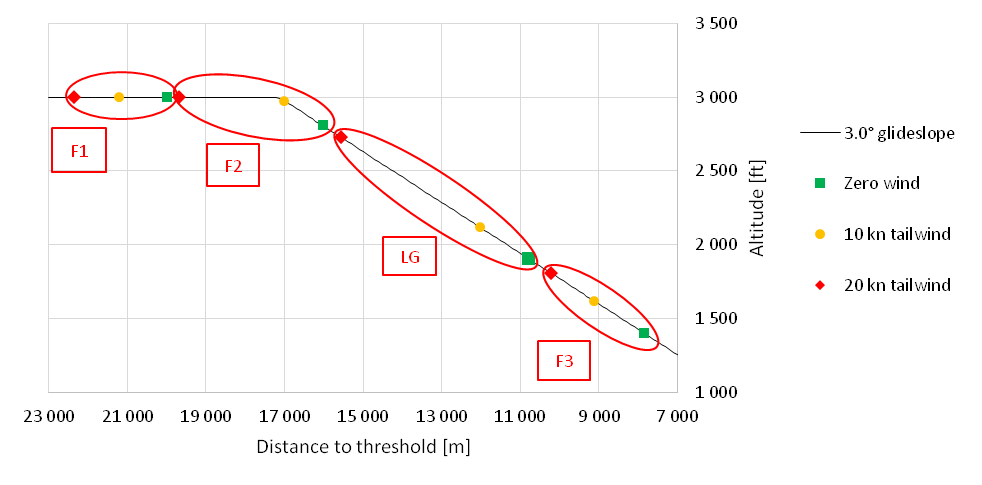 3 500
3 000
2 500
2 000
1 500
1 000
Altitude [ft]
F1
F2
LG
F3
23 000 21 000 19 000 17 000 15 000 13 000 11 000 9 000 7 000
Distance to threshold [m]
3.0° glideslope
Zero wind
10 kn tailwind
20 kn tailwind